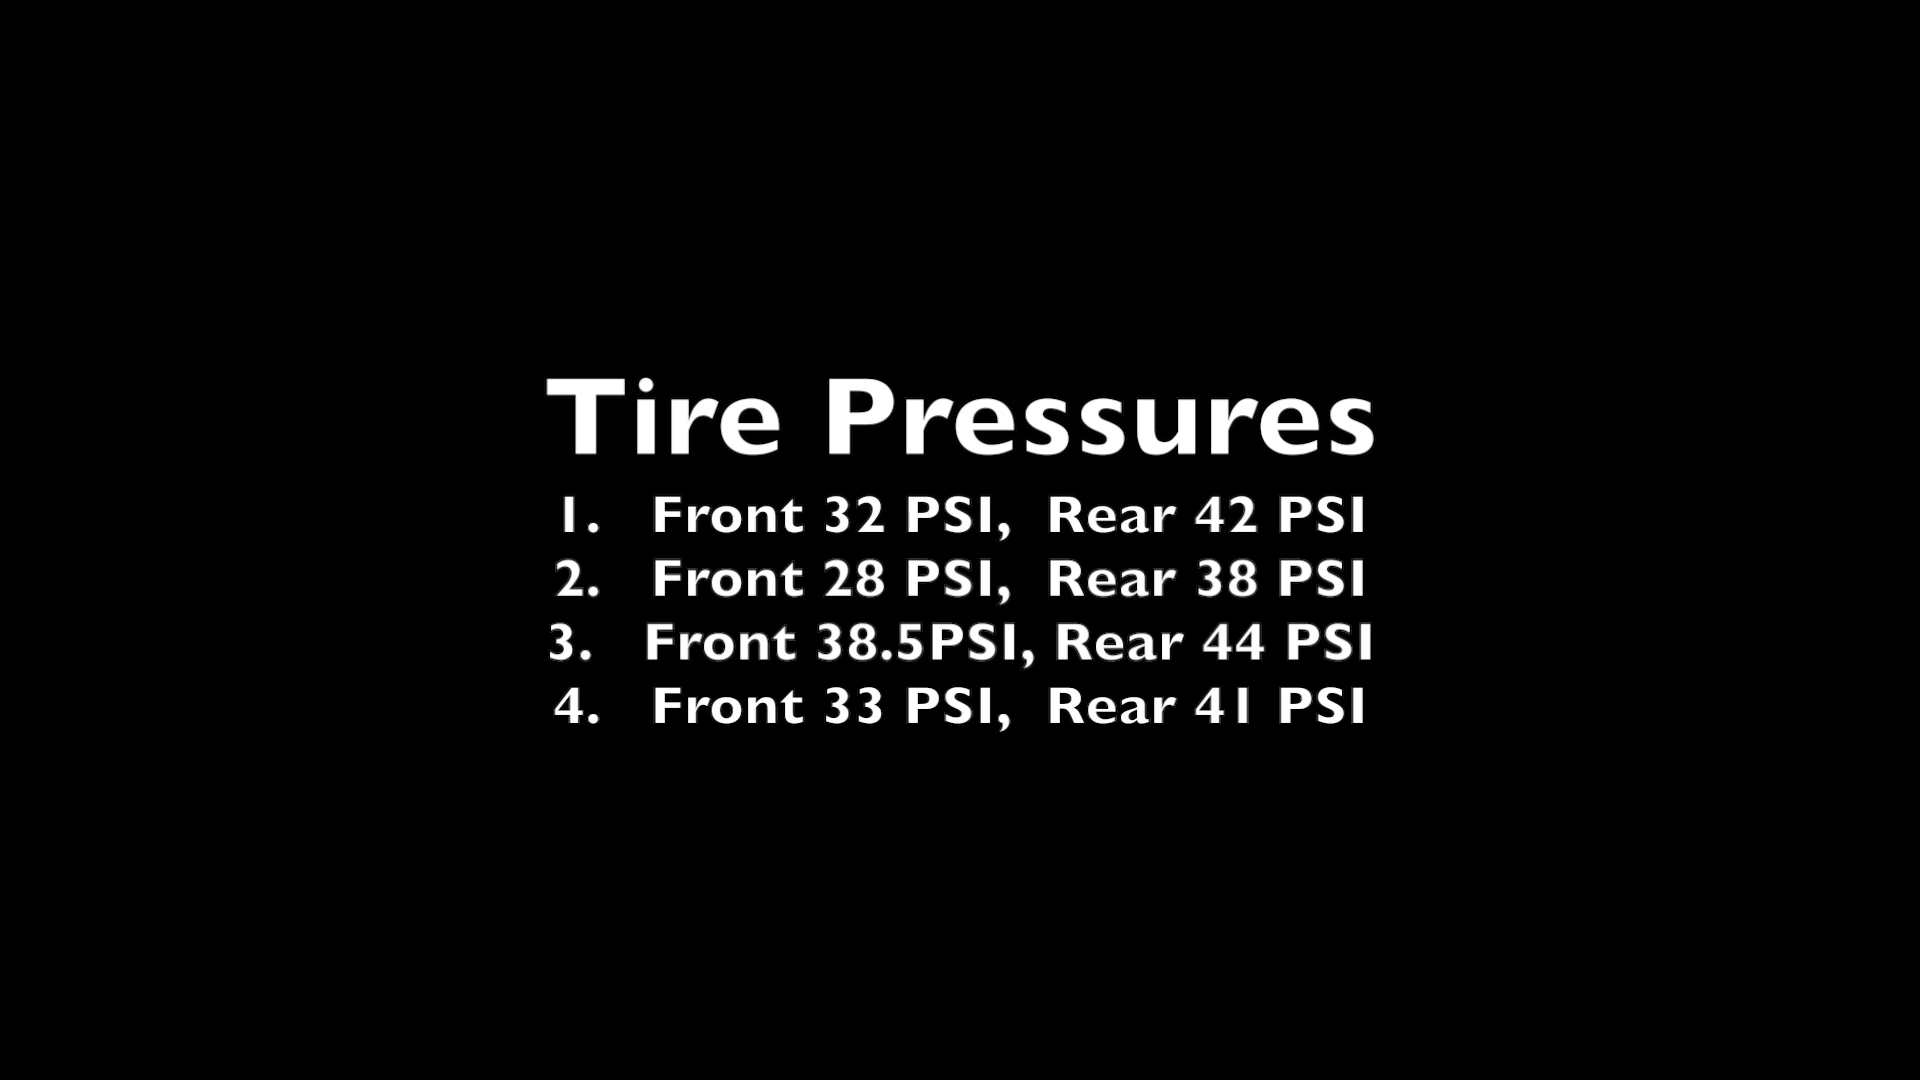 Tire Pressures
1. Front 32 PSI, Rear 42 PSI
2. Front 28 PSI, Rear 38 PSI
3. Front 38.5PSI, Rear 44 PSI
4. Front 33 PSI, Rear 41 PSI